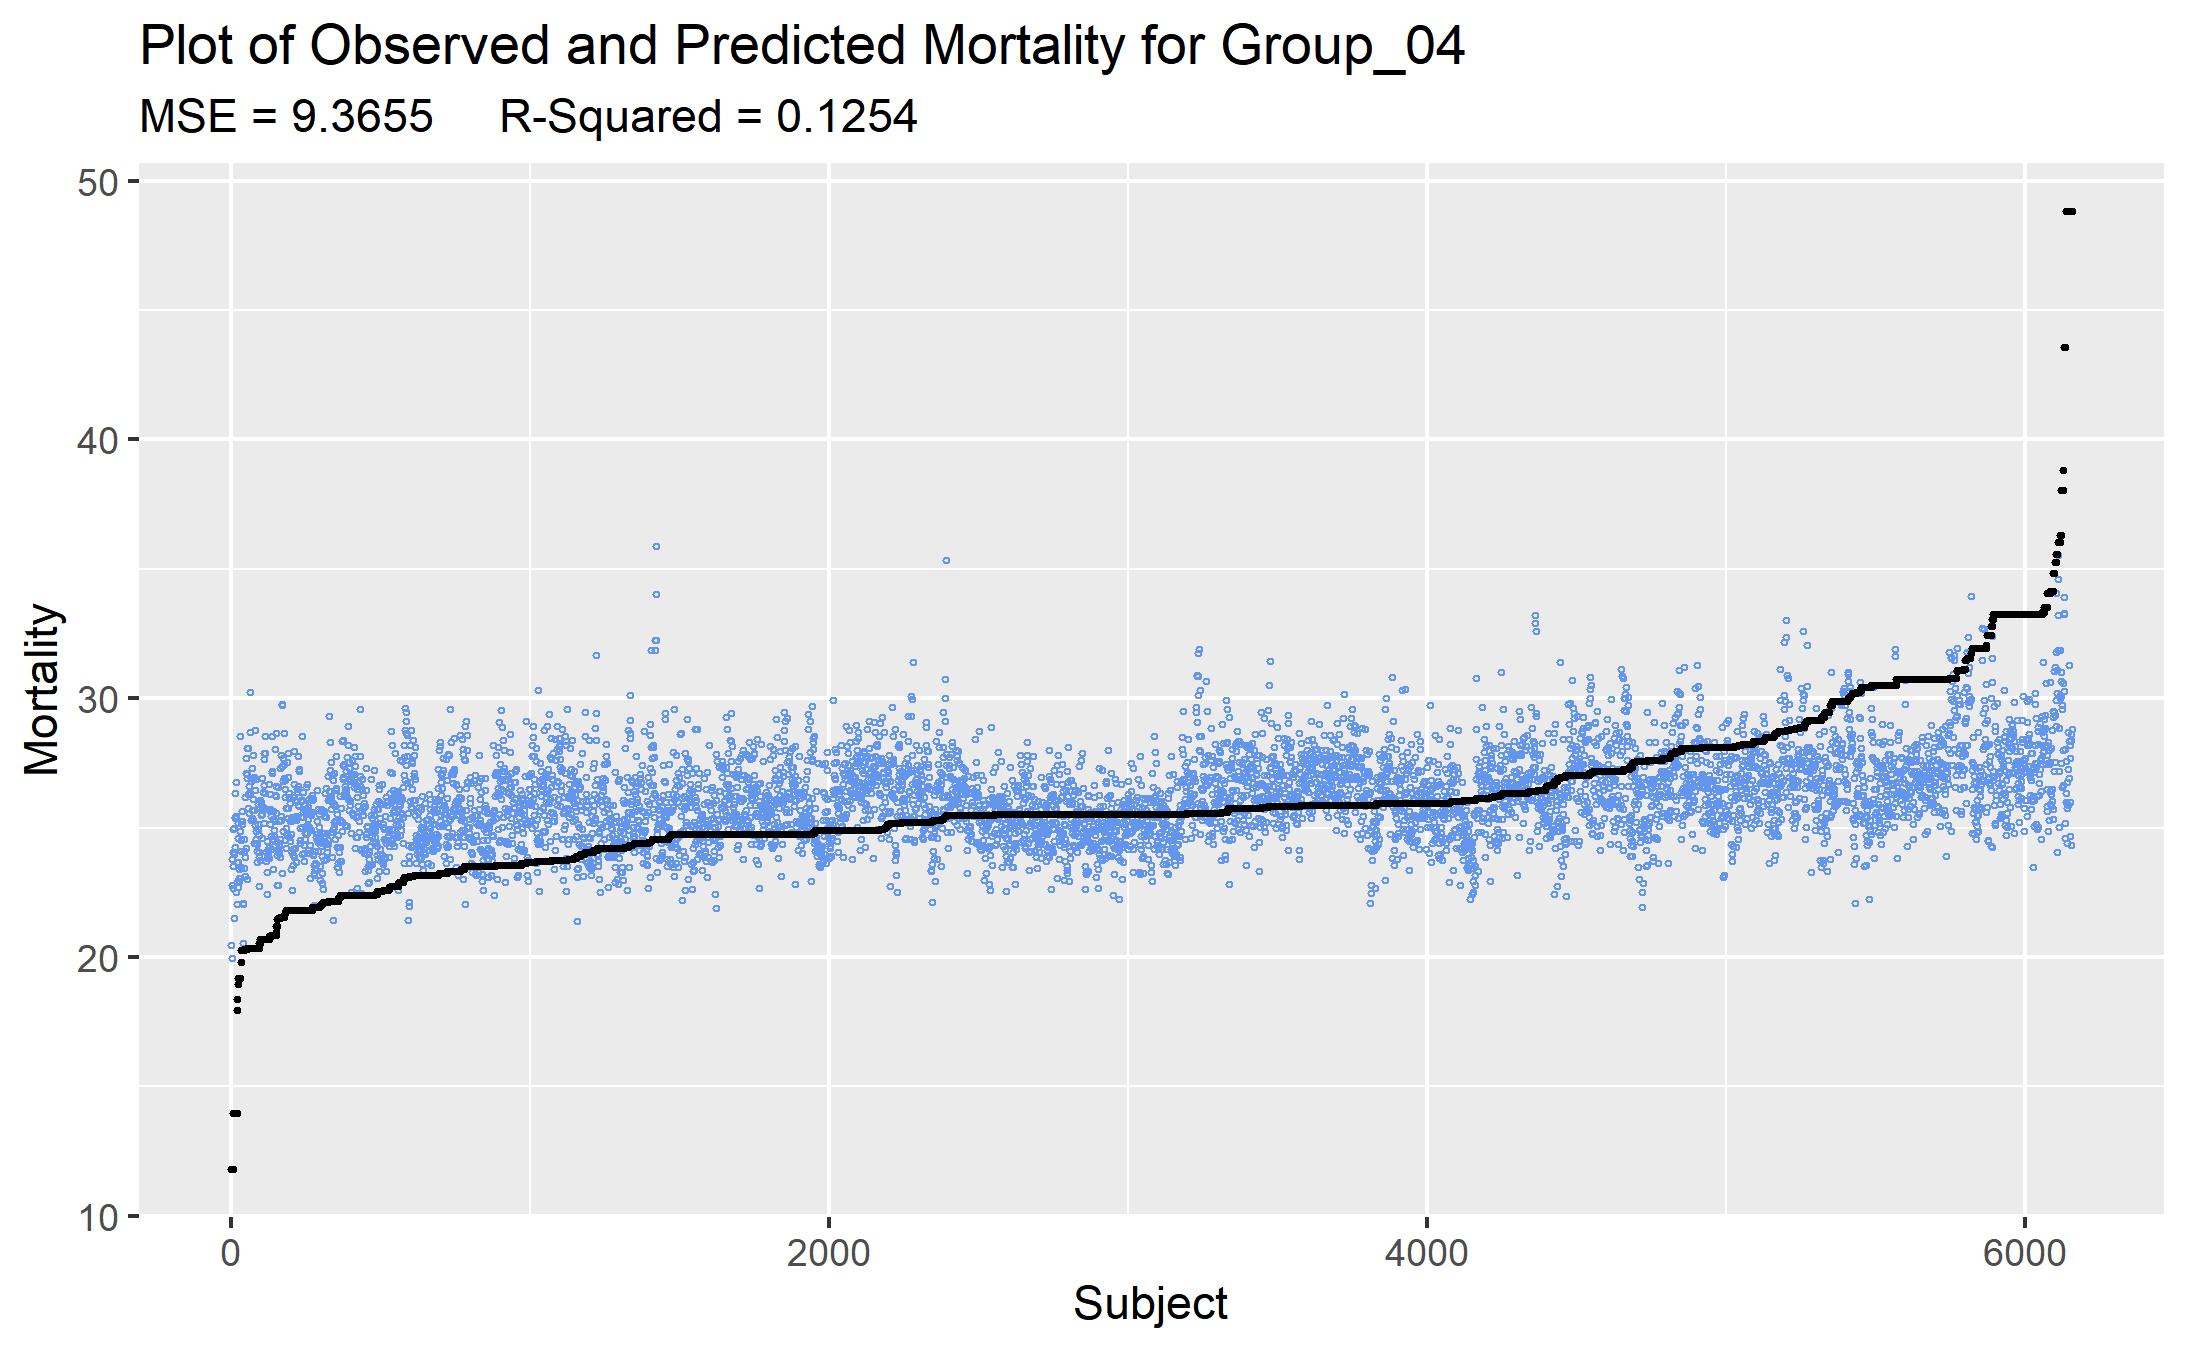 Plot of Observed and Predicted Mortality for Group_04
MSE = 9.3655 R-Squared = 0.1254
50
40
30
20
10
Mortality
0 2000 4000 6000
Subject